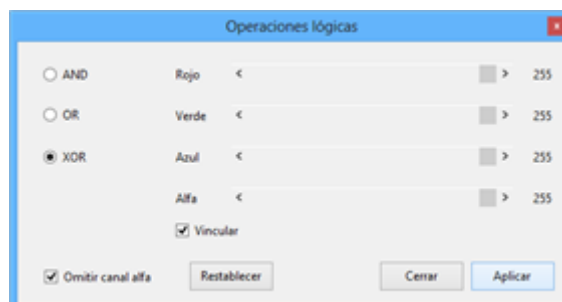 Operaciones lógicas
AND Rojo < > 255
OR Verde < > 255
XOR Azul < > 255
Alfa < > 255
Vincular
Omitir canal alfa Restablecer Cerrar Aplicar